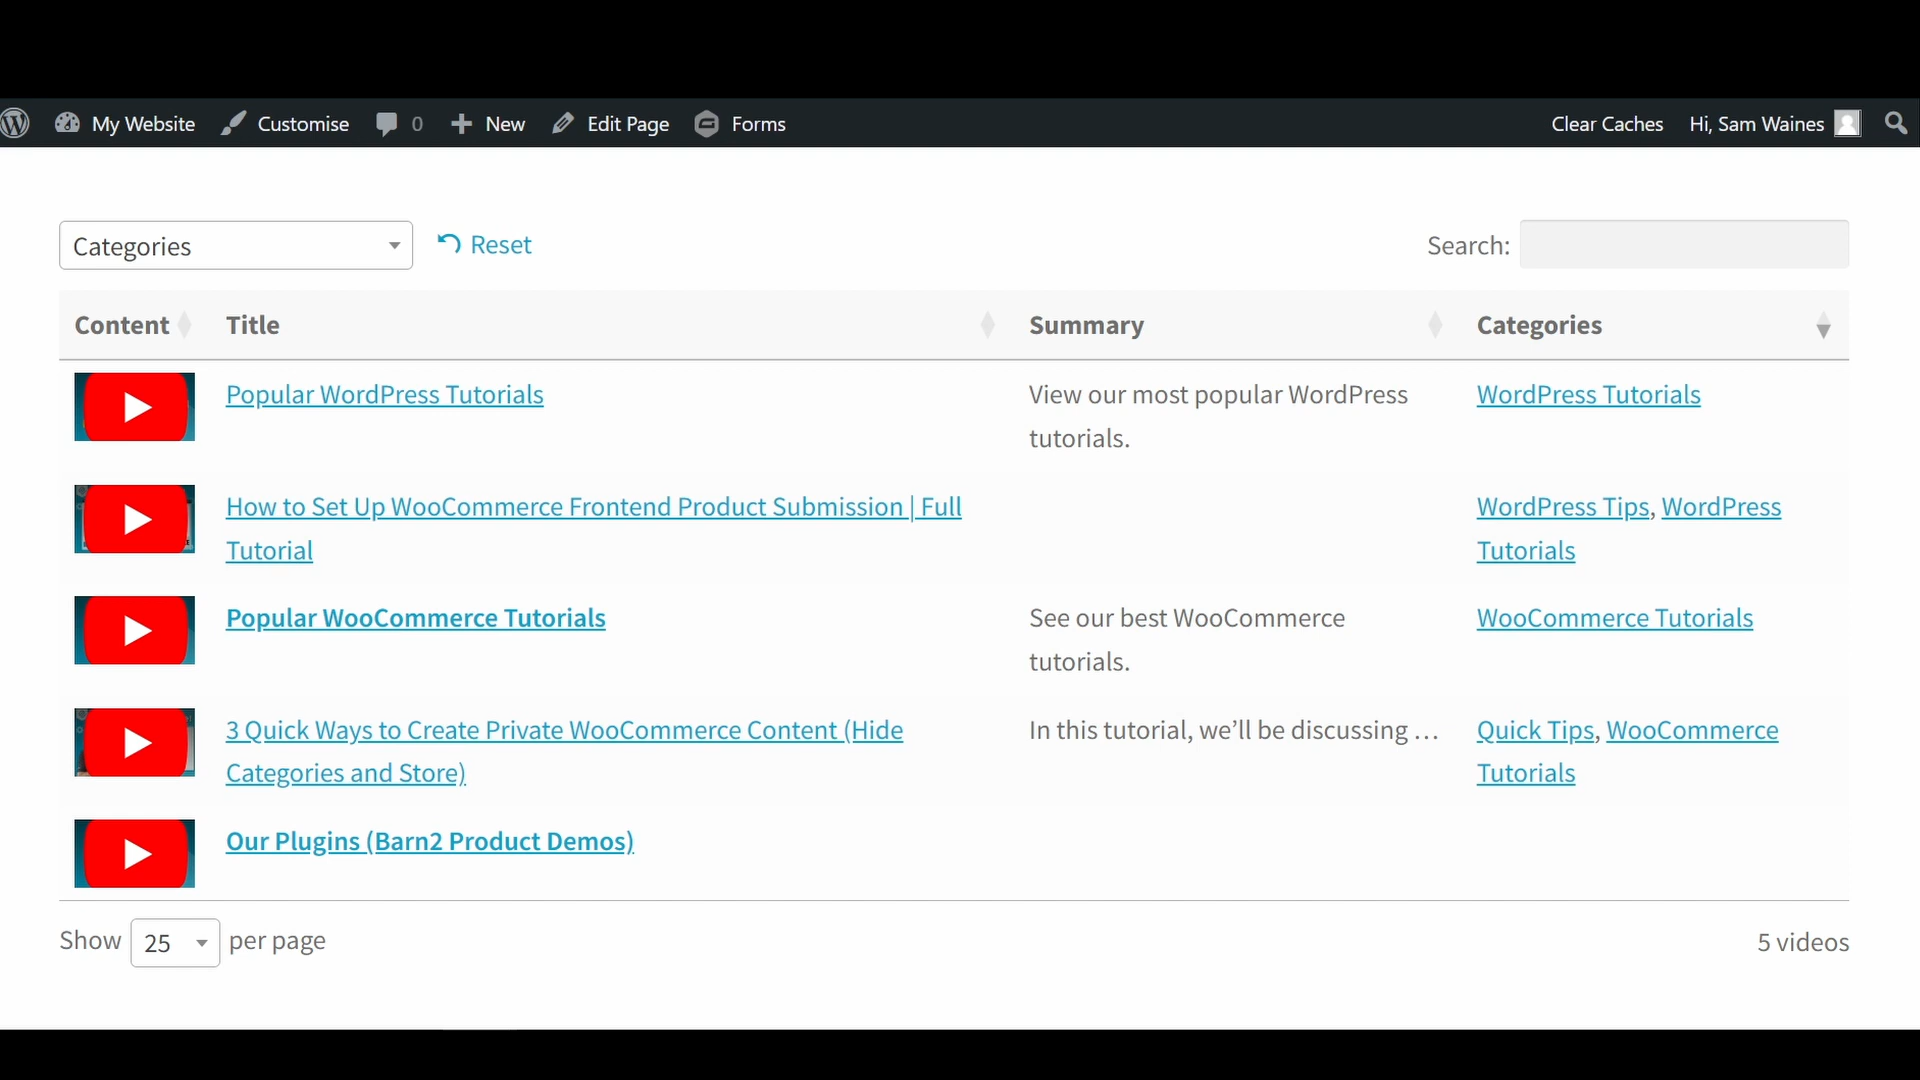 My Website Customise 0 New Edit Page Forms Clear Caches Hi, Sam Waines
Categories Reset Search:
Content Title Summary Categories
Popular WordPress Tutorials View our most popular WordPress WordPress Tutorials
tutorials.
How to Set Up WooCommerce Frontend Product Submission | Full WordPress Tips, WordPress
Tutorial Tutorials
Popular WooCommerce Tutorials See our best WooCommerce WooCommerce Tutorials
tutorials.
3 Quick Ways to Create Private WooCommerce Content (Hide In this tutorial, we’ll be discussing … Quick Tips, WooCommerce
Categories and Store) Tutorials
Our Plugins (Barn2 Product Demos)
Show 25 per page 5 videos